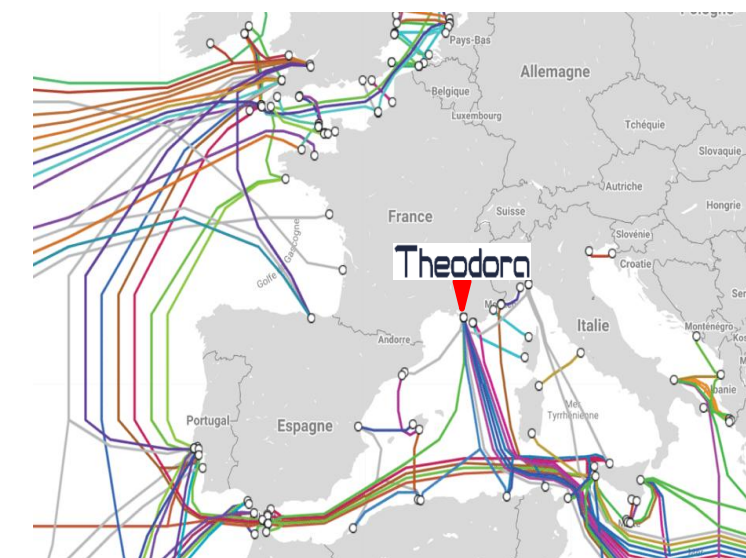 Pays-Bas
Allemagne
Belgique
Luxembourg
Tchéquie
Slovaquie
Autriche
France
Suisse
Hongrie
Slovénie
Golfe
Gascogne
Croatie
Theodora
Italie
Monténégro
Andorre
Portugal
Espagne
Mer
Tyrrhénienne